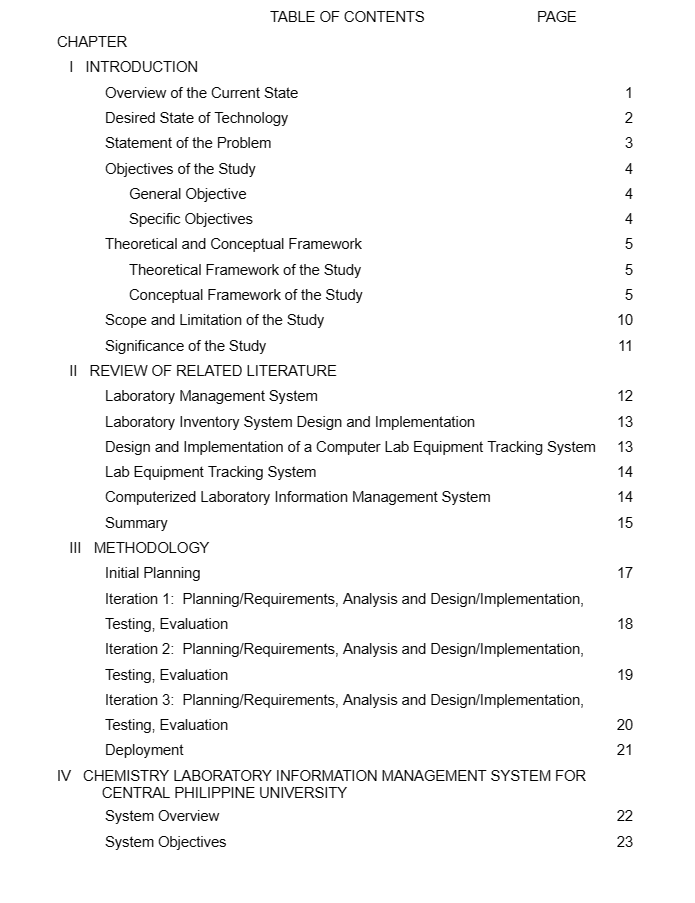 TABLE OF CONTENTS PAGE
CHAPTER
I INTRODUCTION
Overview of the Current State 1
Desired State of Technology 2
Statement of the Problem 3
Objectives of the Study 4
General Objective 4
Specific Objectives 4
Theoretical and Conceptual Framework 5
Theoretical Framework of the Study 5
Conceptual Framework of the Study 5
Scope and Limitation of the Study 10
Significance of the Study 11
II REVIEW OF RELATED LITERATURE
Laboratory Management System 12
Laboratory Inventory System Design and Implementation 13
Design and Implementation of a Computer Lab Equipment Tracking System 13
Lab Equipment Tracking System 14
Computerized Laboratory Information Management System 14
Summary 15
III METHODOLOGY
Initial Planning 17
Iteration 1: Planning/Requirements, Analysis and Design/Implementation,
Testing, Evaluation 18
Iteration 2: Planning/Requirements, Analysis and Design/Implementation,
Testing, Evaluation 19
Iteration 3: Planning/Requirements, Analysis and Design/Implementation,
Testing, Evaluation 20
Deployment 21
IV CHEMISTRY LABORATORY INFORMATION MANAGEMENT SYSTEM FOR
CENTRAL PHILIPPINE UNIVERSITY
System Overview 22
System Objectives 23